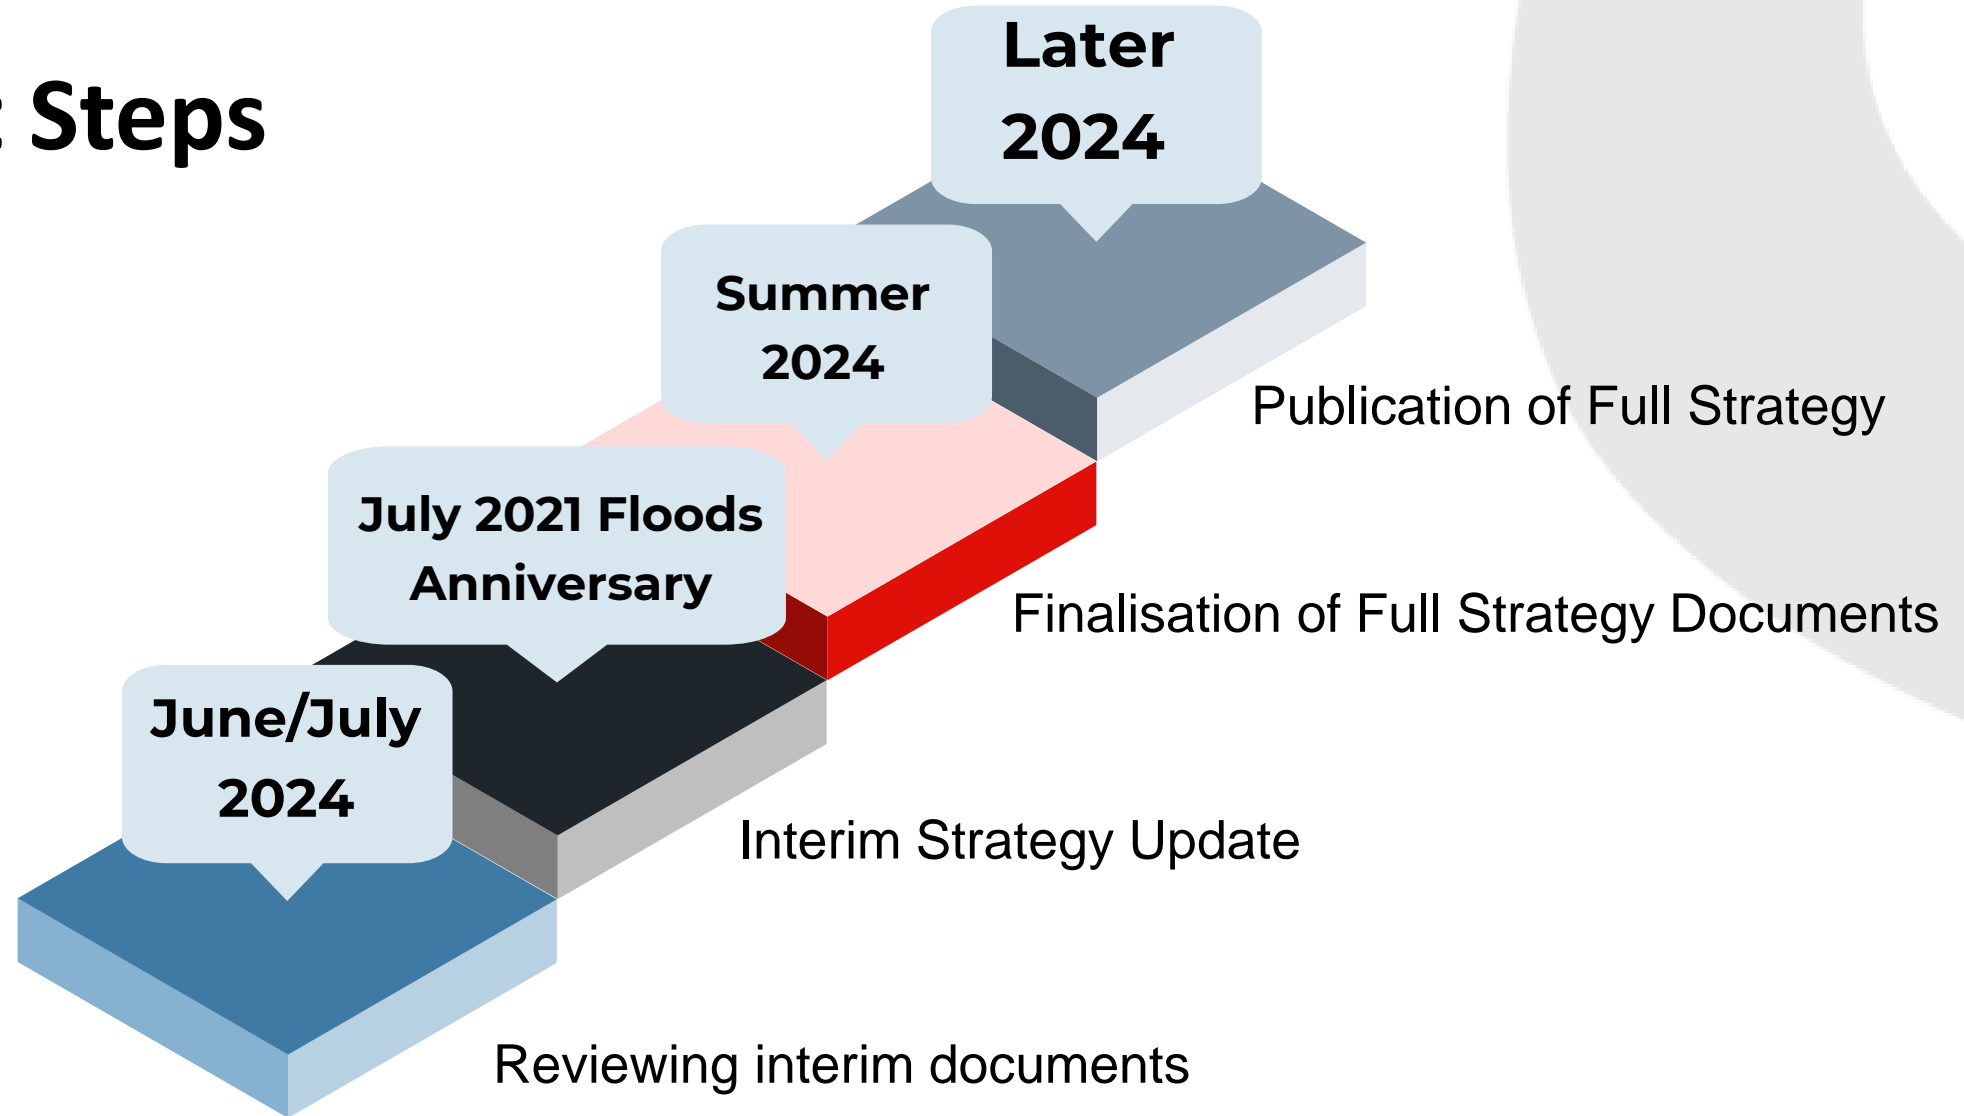 Steps
Later
2024
Summer
2024
Publication of Full Strategy
July 2021 Floods
Anniversary
Finalisation of Full Strategy Documents
June/July
2024
Interim Strategy Update
Reviewing interim documents